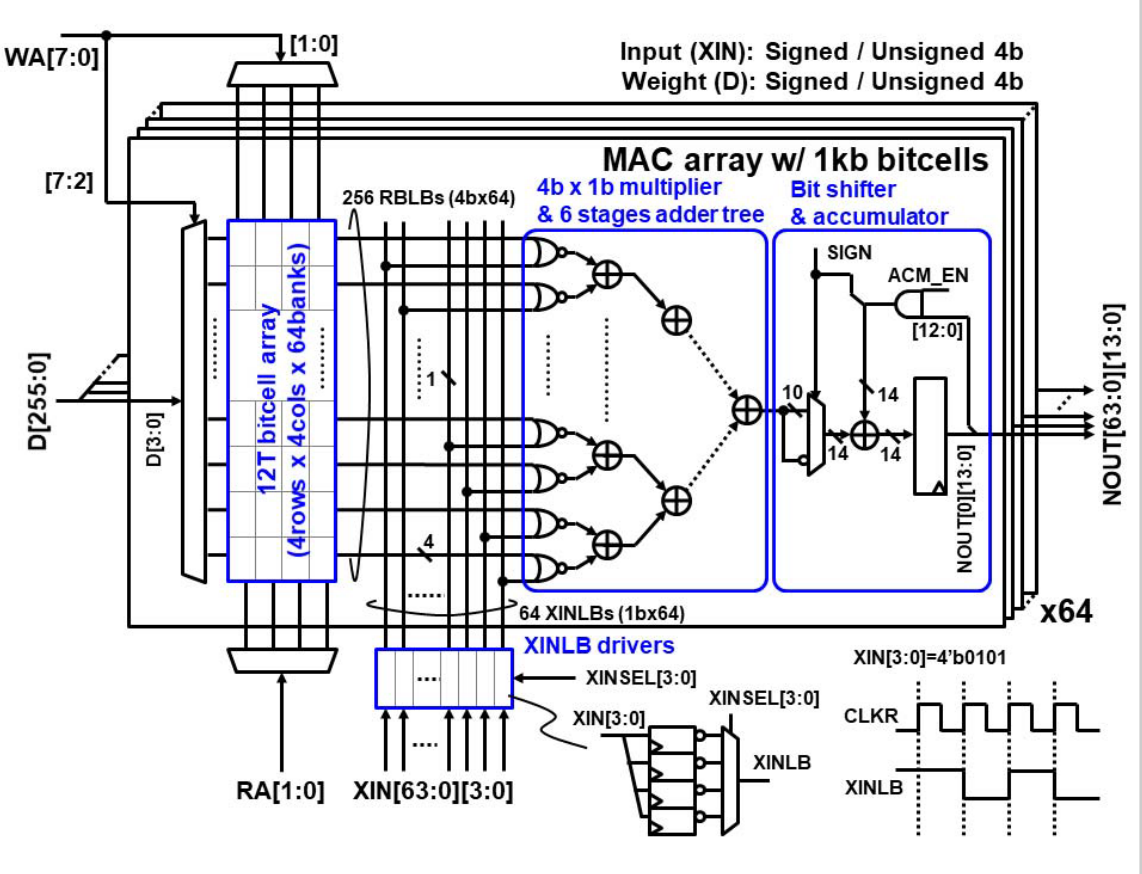 WA[7:0]
[1:0]
Input (XIN): Signed / Unsigned 4b
Weight (D): Signed / Unsigned 4b
MAC array w/ 1kb bitcells
[7:2]
256 RBLBs (4bx64)
4b x 1b multiplier
& 6 stages adder tree
Bit shifter
& accumulator
SIGN
ACM_EN
[12:0]
D[255:0]
D[3:0]
12T bitcell array
(4rows x 4cols x 64banks)
1
4
10
14
14
14
NOUT[0][13:0]
NOUT[63:0][13:0]
64 XINLBs (1bx64)
x64
XINLB drivers
XINSEL[3:0]
RA[1:0]
XIN[63:0][3:0]
XIN[3:0]
XINSEL[3:0]
XINLB
XIN[3:0]=4'b0101
CLKR
XINLB